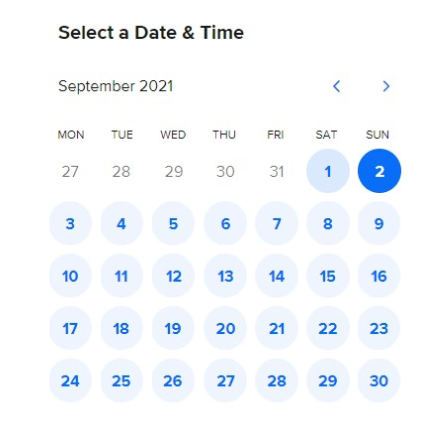 Select a Date & Time
September 2021
MON TUE WED THU FRI SAT SUN
27 28 29 30 31 1 2
3 4 5 6 7 8 9
10 11 12 13 14 15 16
17 18 19 20 21 22 23
24 25 26 27 28 29 30